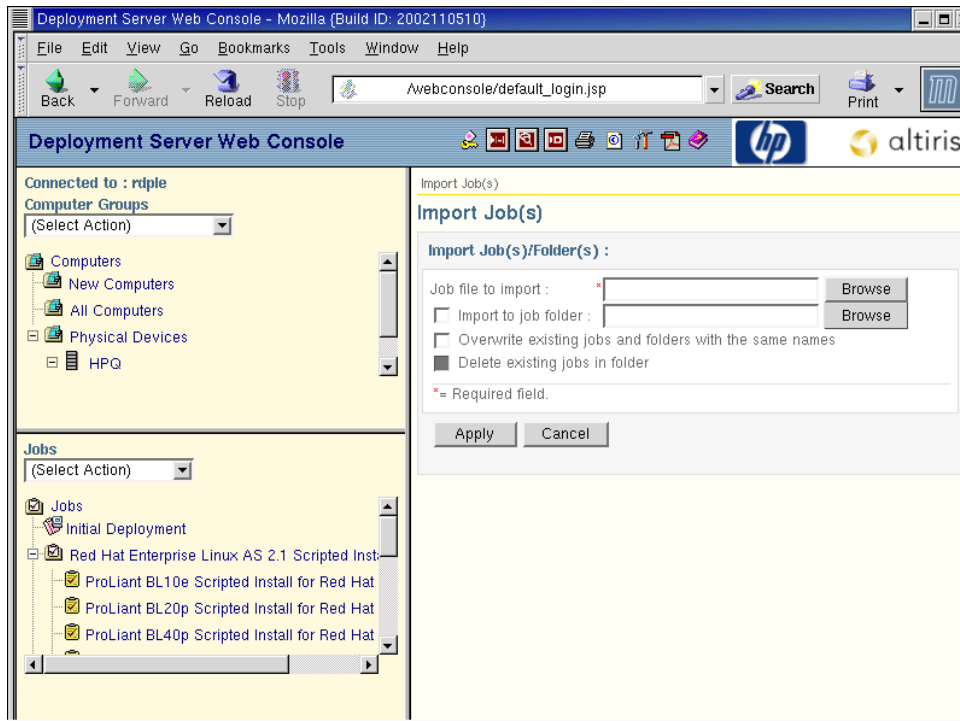 Deployment Server Web Console - Mozilla {Build ID: 2002110510}
File Edit View Go Bookmarks Tools Window Help
Back Forward Reload Stop /webconsole/default_login.jsp Search Print
Deployment Server Web Console hp altiris
Connected to : rdple
Computer Groups
(Select Action)
Computers
New Computers
All Computers
Physical Devices
HPQ
Jobs
(Select Action)
Jobs
Initial Deployment
Red Hat Enterprise Linux AS 2.1 Scripted Inst
ProLiant BL10e Scripted Install for Red Hat
ProLiant BL20p Scripted Install for Red Hat
ProLiant BL40p Scripted Install for Red Hat
Import Job(s)
Import Job(s)
Import Job(s)/Folder(s) :
Job file to import : * Browse
Import to job folder : Browse
Overwrite existing jobs and folders with the same names
Delete existing jobs in folder
*= Required field.
Apply Cancel